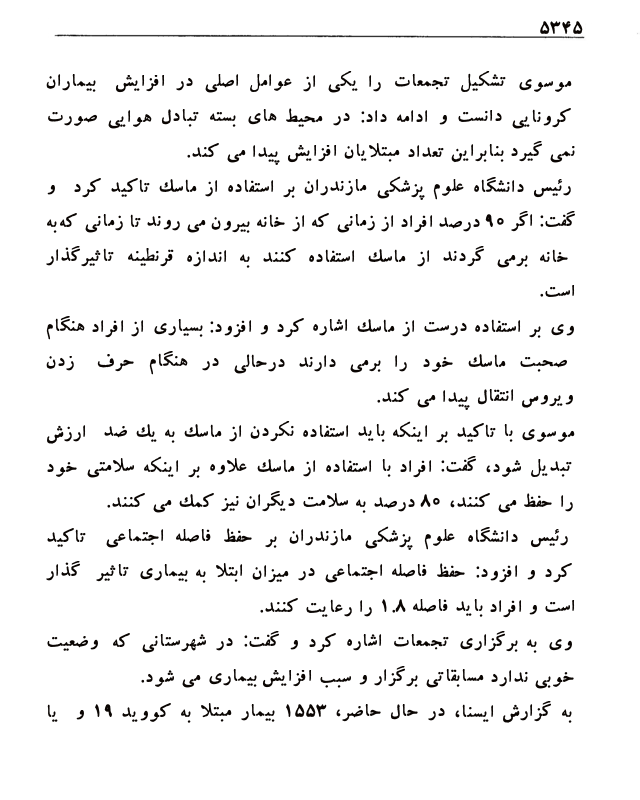 ۵۳۴۵
موسوی تشکیل تجمعات را یکی از عوامل اصلی در افزایش بیماران
کرونایی دانست و ادامه داد: در محیط های بسته تبادل هوایی صورت
نمی گیرد بنابراین تعداد مبتلایان افزایش پیدا می کند.
رئیس دانشگاه علوم پزشکی مازندران بر استفاده از ماسك تاکید کرد و
گفت: اگر ۹۰ درصد افراد از زمانی که از خانه بیرون می روند تا زمانی که به
خانه برمی گردند از ماسك استفاده کنند به اندازه قرنطینه تاثیرگذار
است.
وی بر استفاده درست از ماسك اشاره کرد و افزود: بسیاری از افراد هنگام
صحبت ماسك خود را برمی دارند درحالی در هنگام حرف زدن
ویروس انتقال پیدا می کند.
موسوی با تاکید بر اینکه باید استفاده نکردن از ماسك به یك ضد ارزش
تبدیل شود، گفت: افراد با استفاده از ماسك علاوه بر اینکه سلامتی خود
را حفظ می کنند، ۸۰ درصد به سلامت دیگران نیز کمك می کنند.
رئیس دانشگاه علوم پزشکی مازندران بر حفظ فاصله اجتماعی تاکید
کرد و افزود: حفظ فاصله اجتماعی در میزان ابتلا به بیماری تاثیر گذار
است و افراد باید فاصله ۱.۸ را رعایت کنند.
وی به برگزاری تجمعات اشاره کرد و گفت: در شهرستانی که وضعیت
خوبی ندارد مسابقاتی برگزار و سبب افزایش بیماری می شود.
به گزارش ایسنا، در حال حاضر، ۱۵۵۳ بیمار مبتلا به کووید ۱۹ و یا